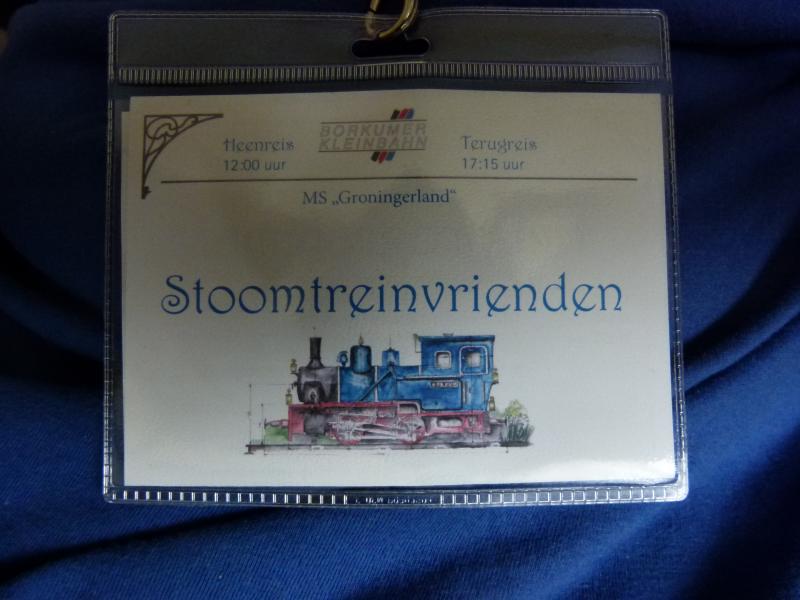 Heenreis
12:00 uur
BORKUMER
KLEINBAHN
Terugreis
17:15 uur
MS „Groningerland“
Stoomtreinvrienden